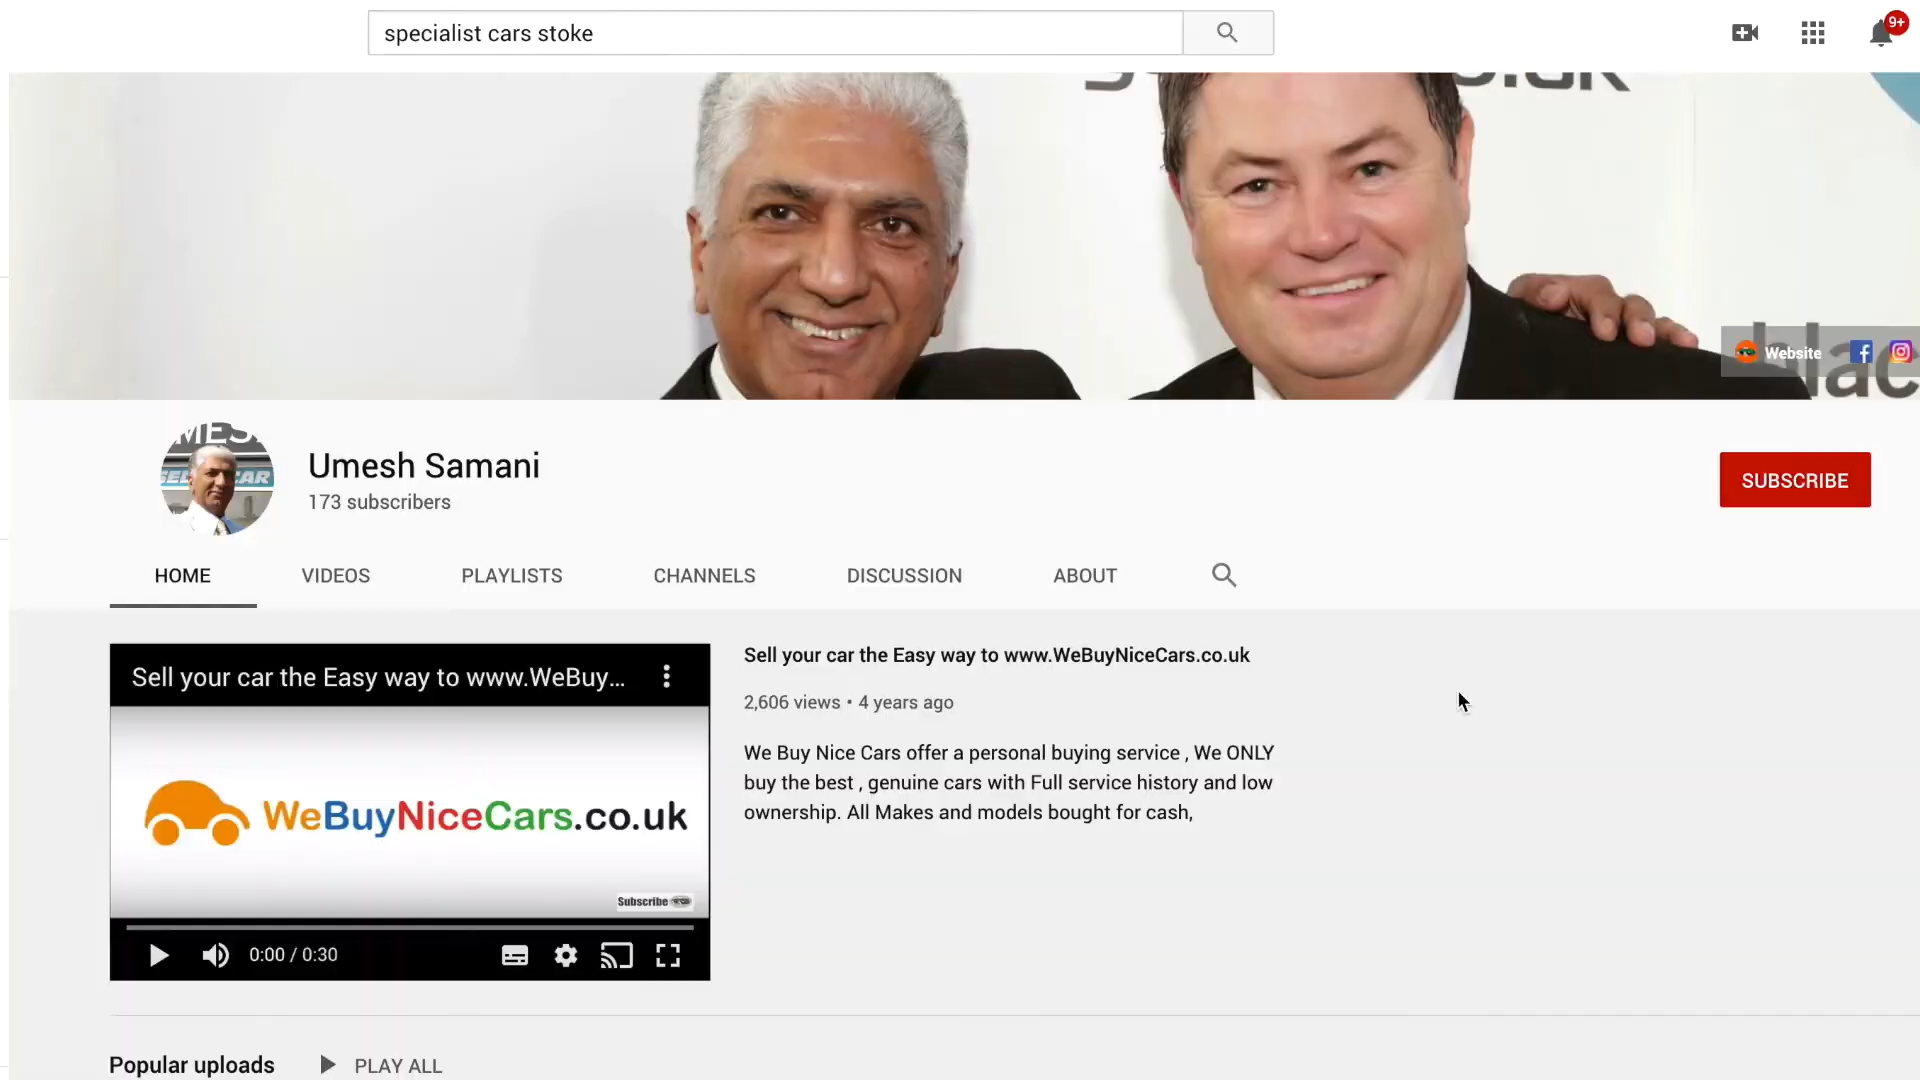 specialist cars stoke
9+
Website
Umesh Samani
173 subscribers
SUBSCRIBE
HOME VIDEOS PLAYLISTS CHANNELS DISCUSSION ABOUT
Sell your car the Easy way to www.WeBuy...
WeBuyNiceCars.co.uk
Subscribe
0:00 / 0:30
Sell your car the Easy way to www.WeBuyNiceCars.co.uk
2,606 views • 4 years ago
We Buy Nice Cars offer a personal buying service , We ONLY
buy the best , genuine cars with Full service history and low
ownership. All Makes and models bought for cash,
Popular uploads PLAY ALL